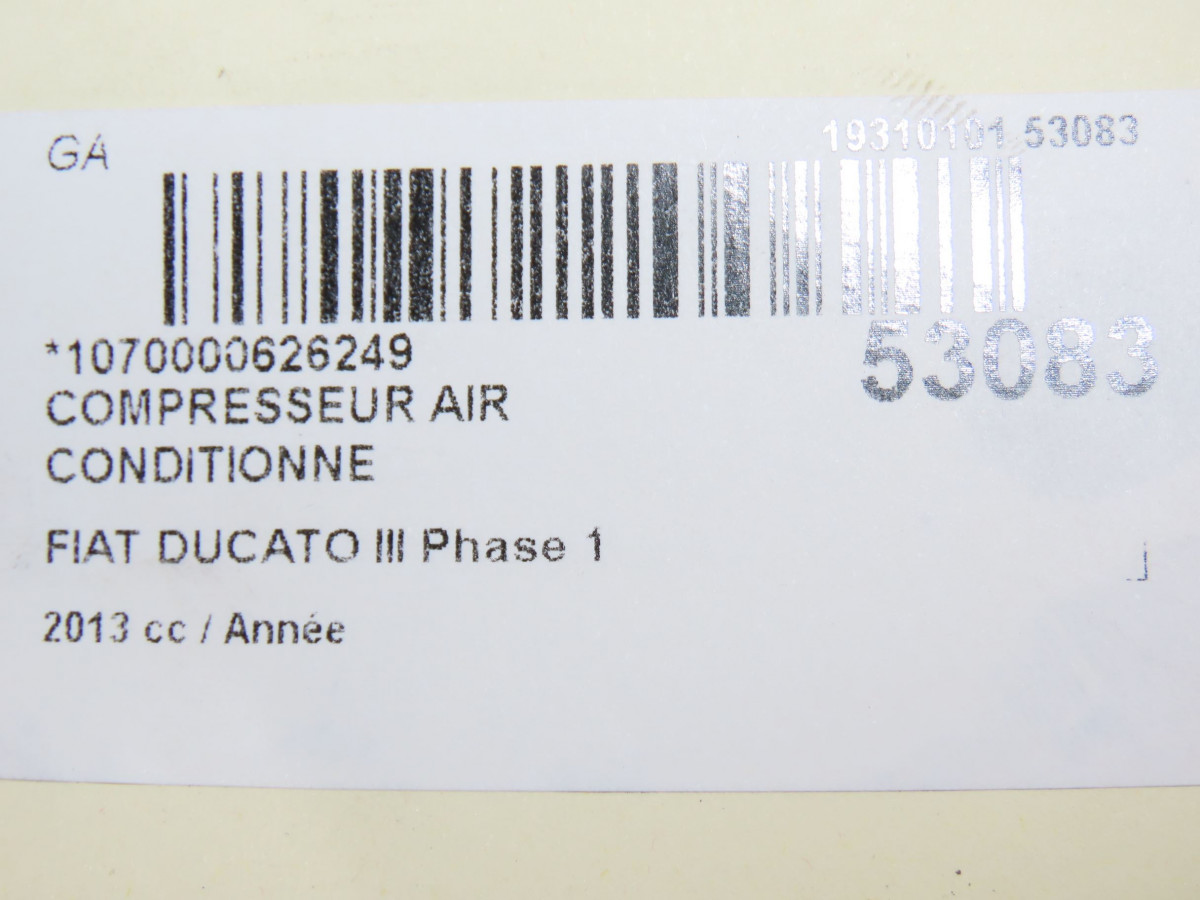 GA
19310101 53083
*1070000626249
53083
COMPRESSEUR AIR
CONDITIONNE
FIAT DUCATO III Phase 1
2013 cc / Année